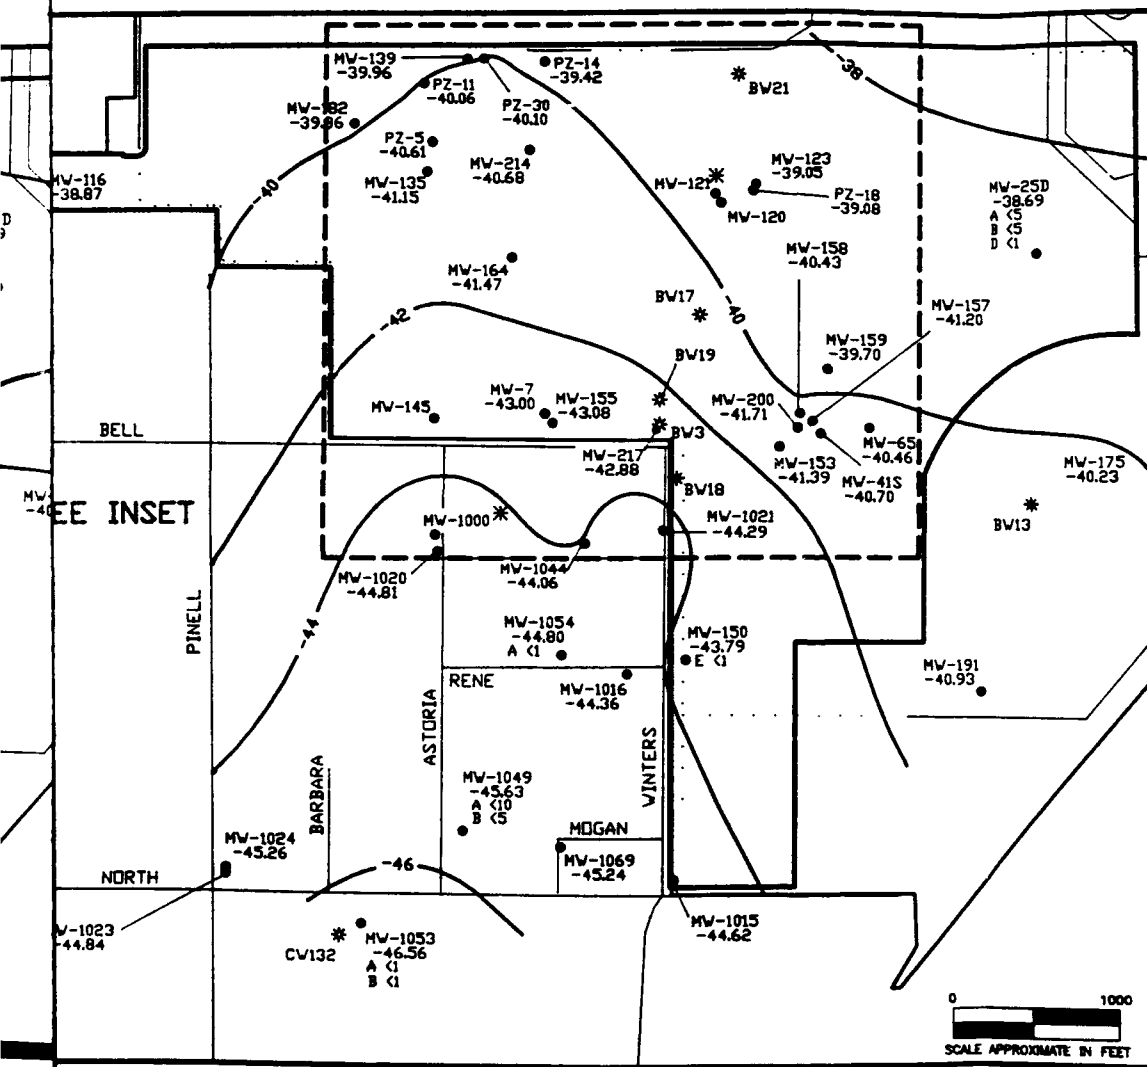 MW-139
-39.96
PZ-14
-39.42
-38
BW21
PZ-11
-40.06
PZ-30
-40.10
MW-182
-39.86
PZ-5
-40.61
MW-214
-40.68
MW-123
-39.05
MW-116
-38.87
-40
MW-135
-41.15
MW-121
PZ-18
-39.08
MW-25D
-38.69
A <5
B <5
D <1
D
MW-120
MW-158
-40.43
MW-164
-41.47
BW17
-40
MW-157
-41.20
-42
MW-159
-39.70
BW19
MW-7
-43.00
MW-155
-43.08
MW-200
-41.71
MW-145
BELL
BW3
MW-65
-40.46
MW-217
-42.88
MW-153
-41.39
MW-41S
-40.70
MW-175
-40.23
BW18
MW-
-40
EE INSET
MW-1000
MW-1021
-44.29
BW13
MW-1020
-44.81
MW-1044
-44.06
PINELL
-44
MW-1054
-44.80
A <1
MW-150
-43.79
E <1
MW-191
-40.93
RENE
MW-1016
-44.36
ASTORIA
WINTERS
BARBARA
MW-1049
-45.63
A <10
B <5
MOGAN
MW-1024
-45.26
MW-1069
-45.24
-46
NORTH
W-1023
-44.84
MW-1015
-44.62
CW132
MW-1053
-46.56
A <1
B <1
0 1000
SCALE APPROXIMATE IN FEET